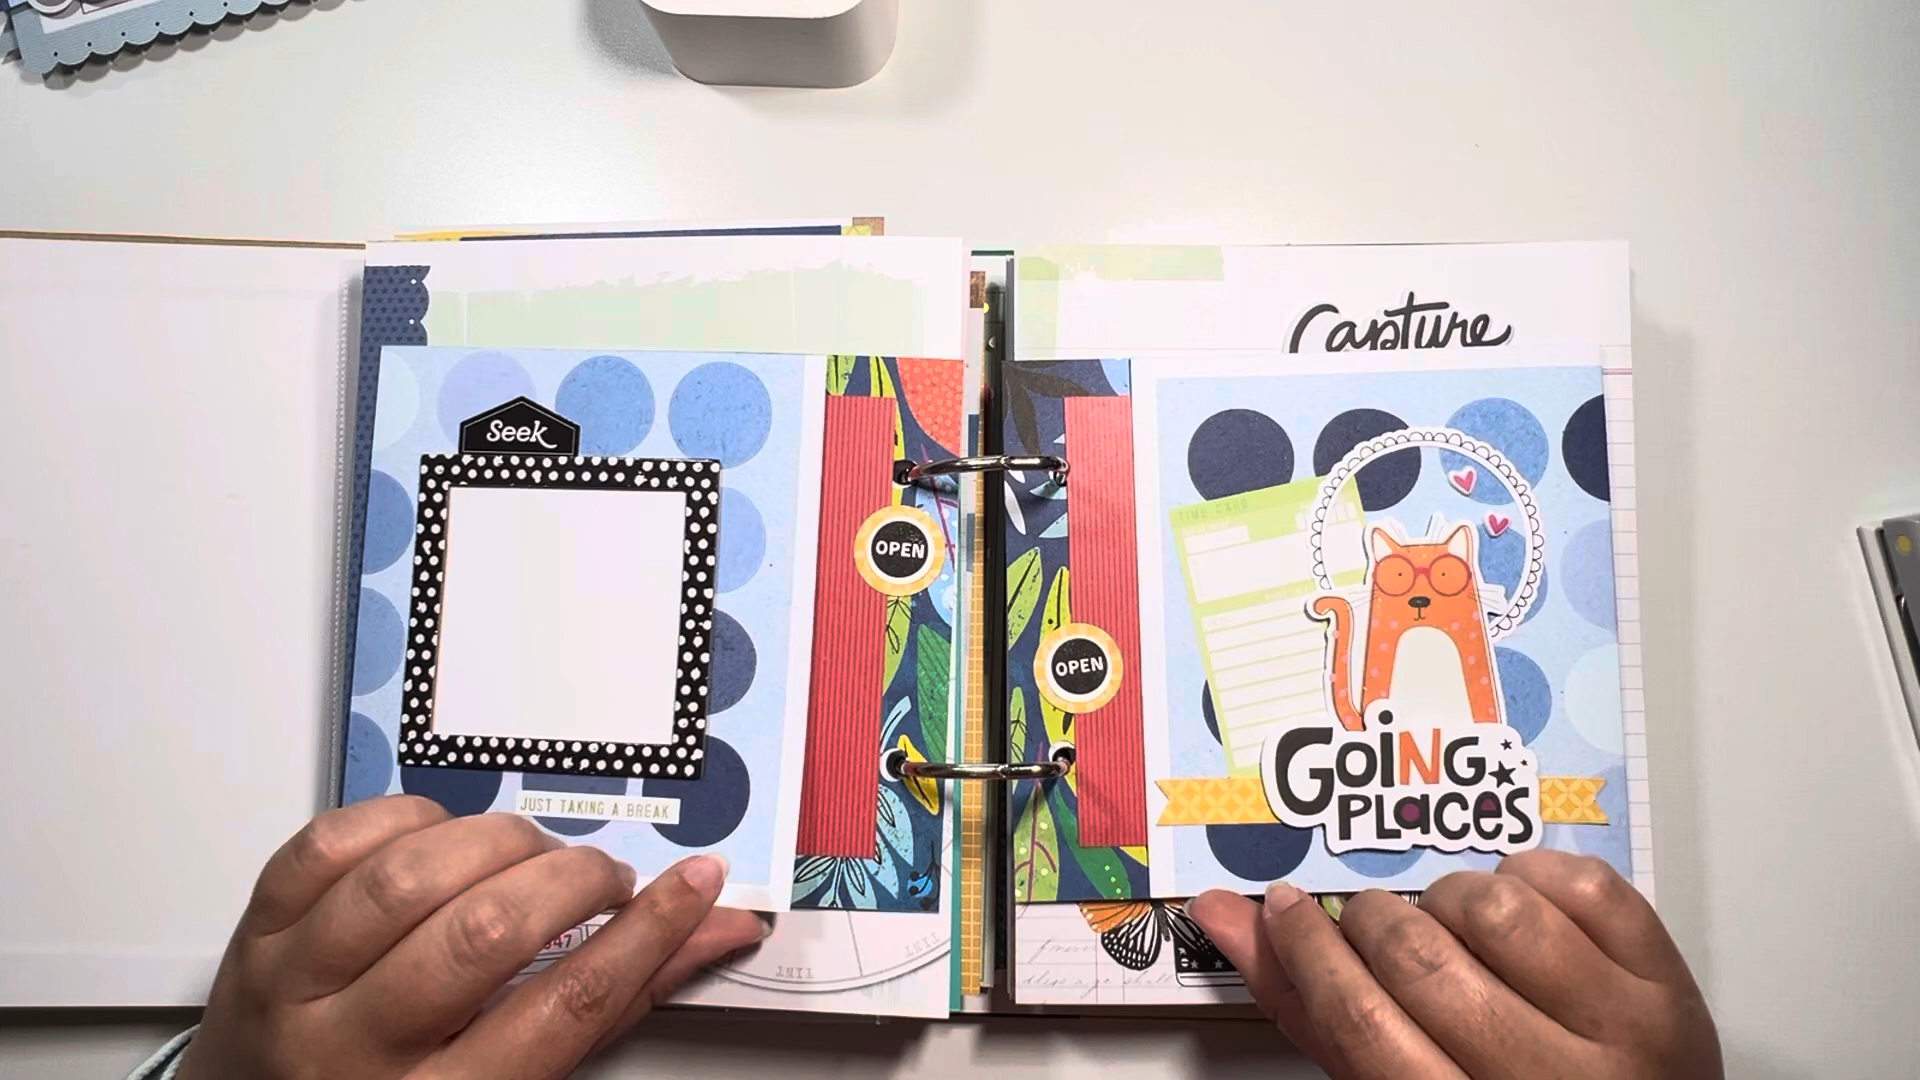 Seek
OPEN
JUST TAKING A BREAK
Capture
TIME CARD
OPEN
GOING
PLACES